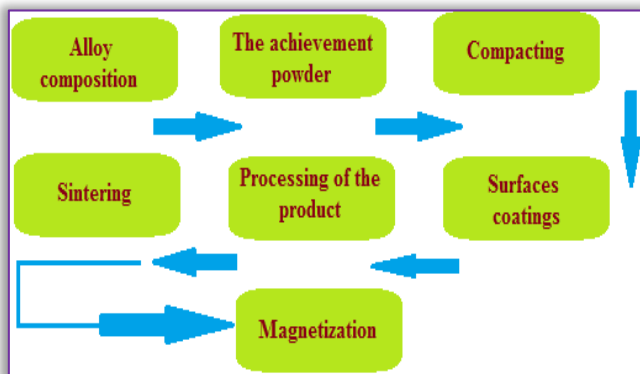 Alloy
composition
The achievement
powder
Compacting
Sintering
Processing of the
product
Surfaces
coatings
Magnetization